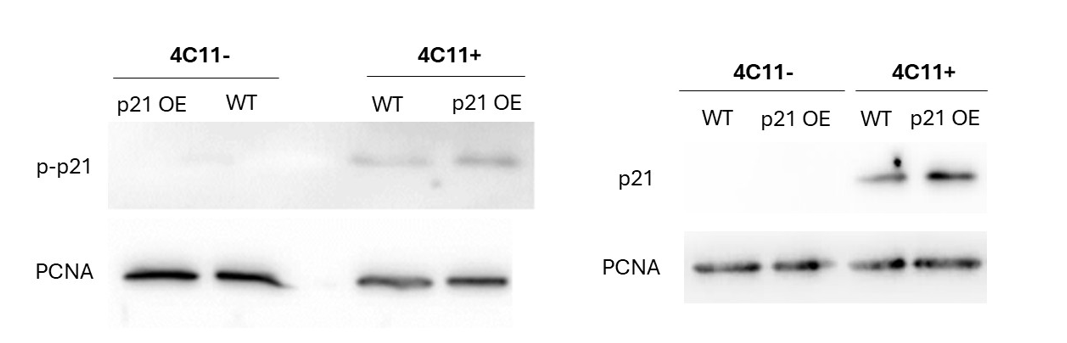 4C11-
4C11+
p21 OE
WT
WT
p21 OE
p-p21
PCNA
4C11-
4C11+
WT
p21 OE
WT
p21 OE
p21
PCNA